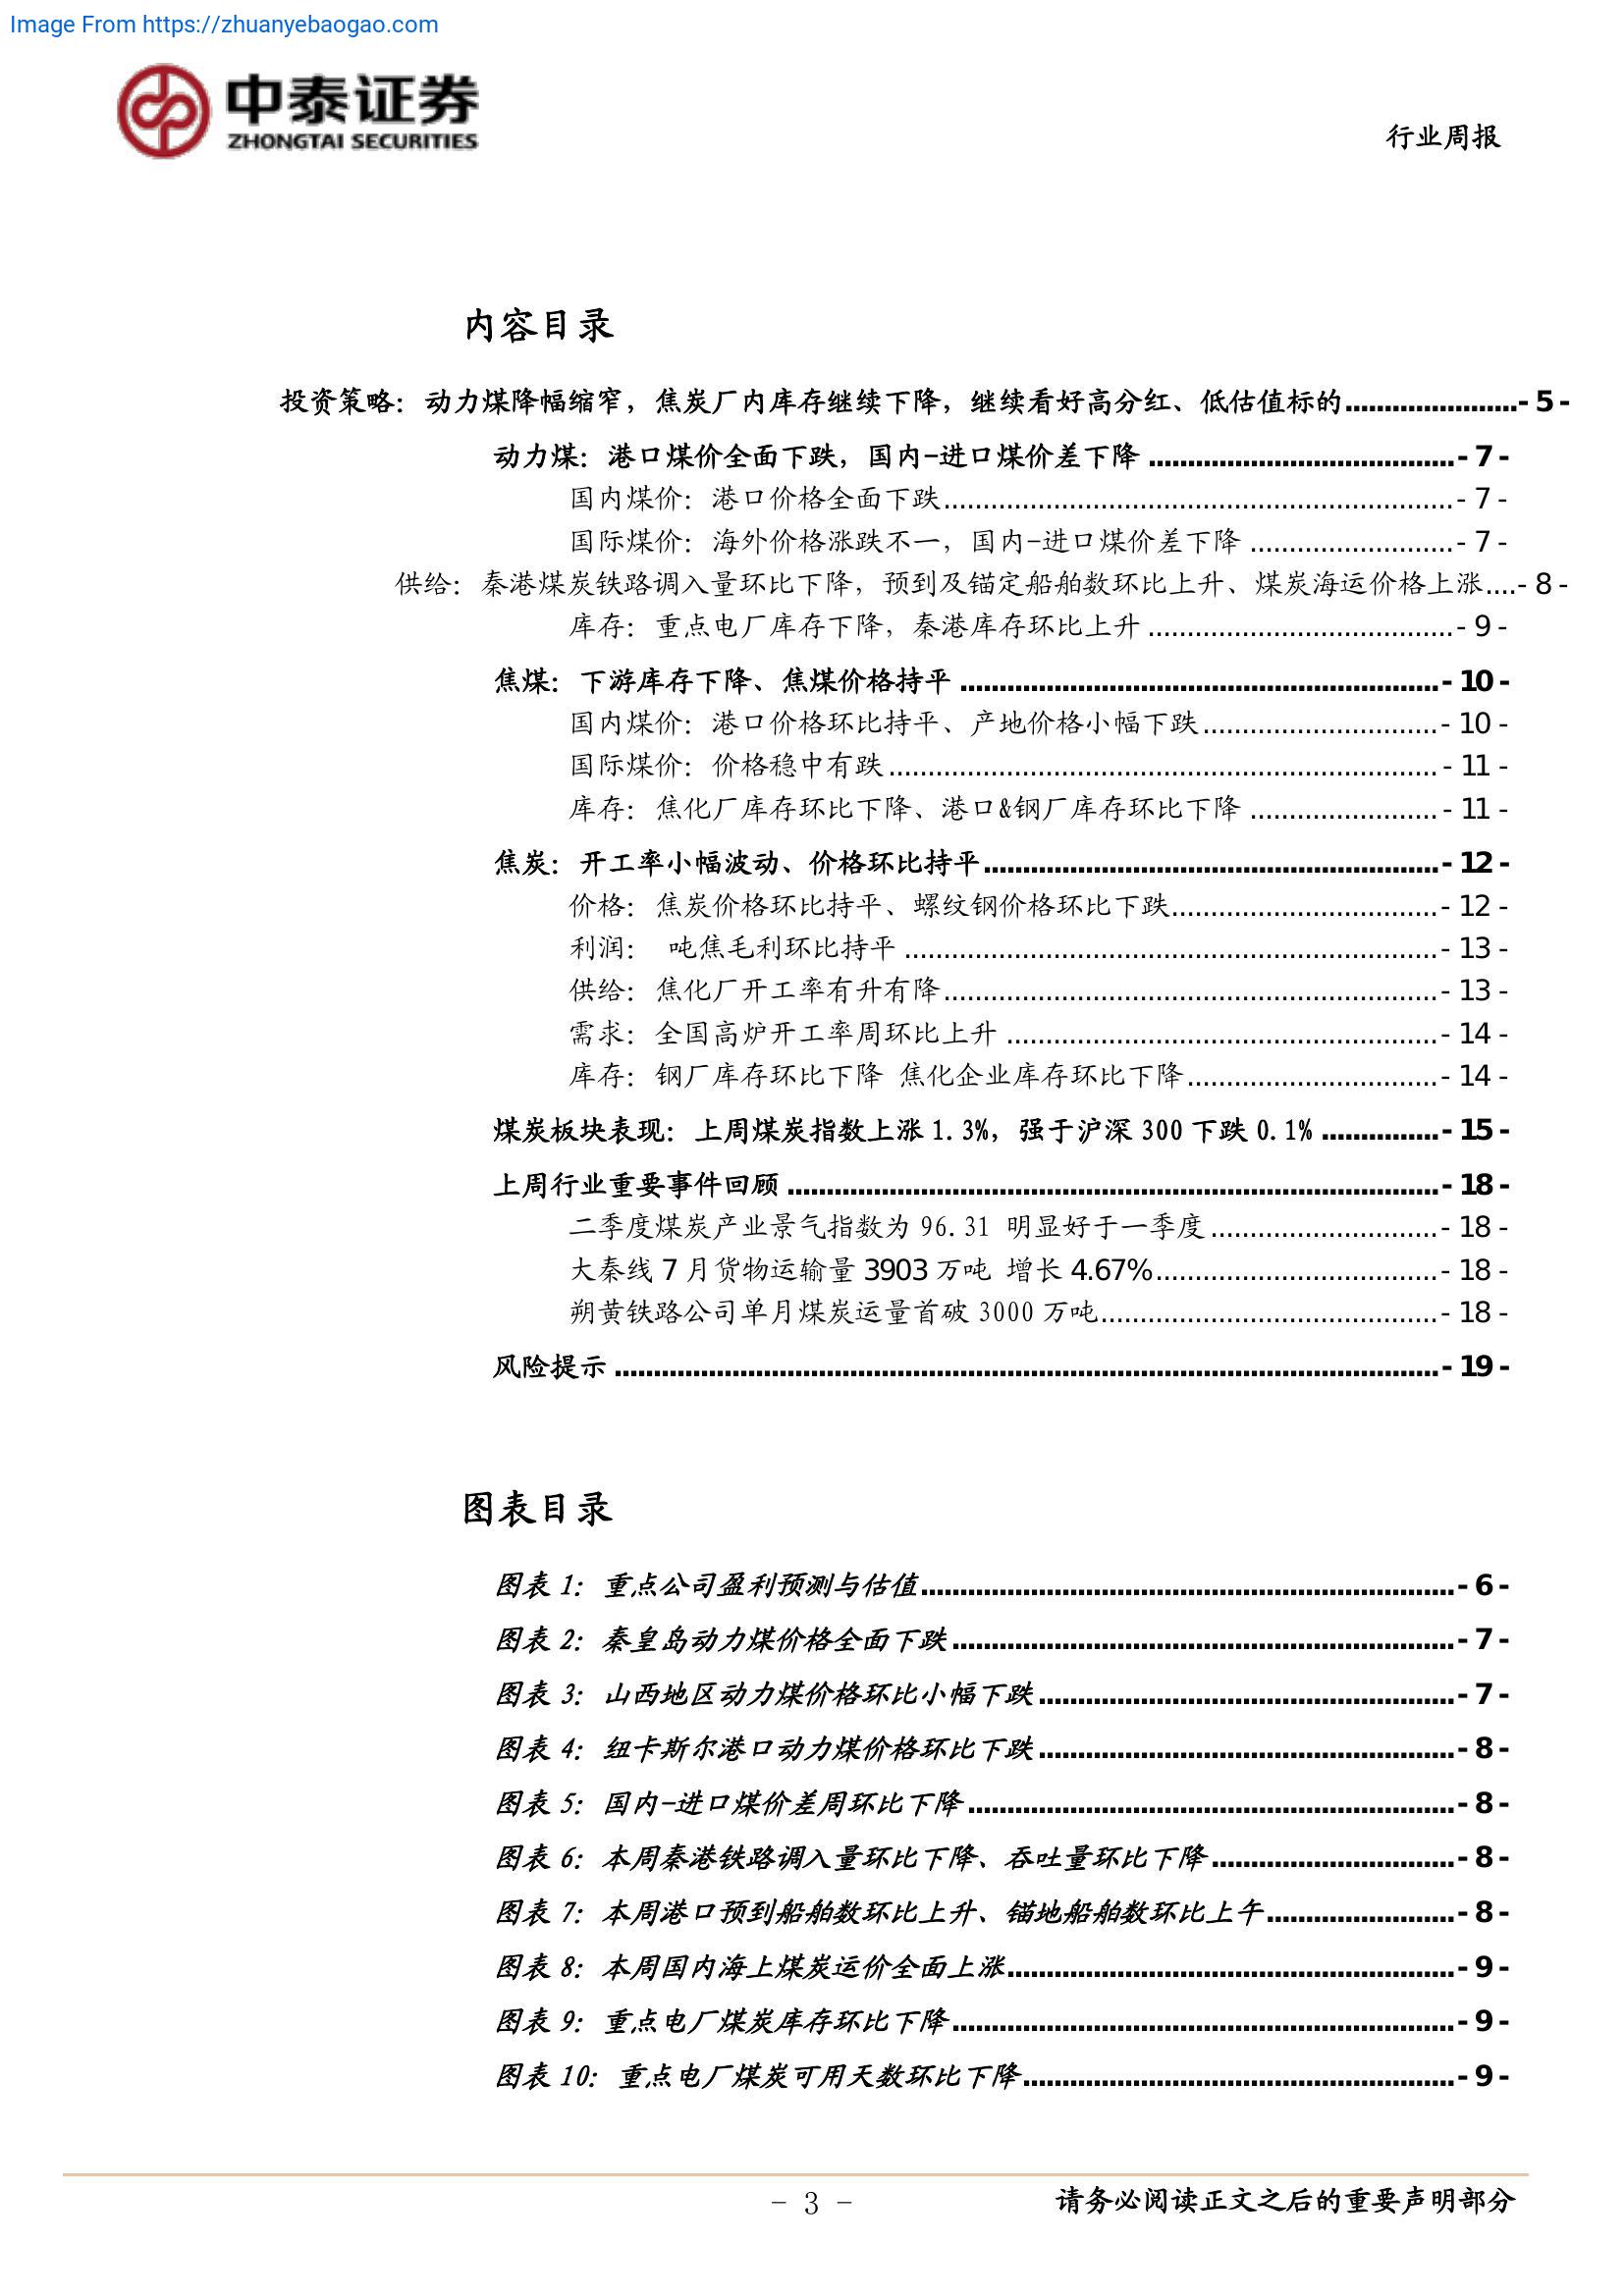 Image From https://zhuanyebaogao.com
中泰证券
ZHONGTAI SECURITIES
行业周报
内容目录
投资策略：动力煤降幅缩窄，焦炭厂内库存继续下降，继续看好高分红、低估值标的......................- 5 -
动力煤：港口煤价全面下跌，国内-进口煤价差下降.......................................- 7 -
国内煤价：港口价格全面下跌.................................................................- 7 -
国际煤价：海外价格涨跌不一，国内-进口煤价差下降..........................- 7 -
供给：秦港煤炭铁路调入量环比下降，预到及锚定船舶数环比上升、煤炭海运价格上涨....- 8 -
库存：重点电厂库存下降，秦港库存环比上升.......................................- 9 -
焦煤：下游库存下降、焦煤价格持平.............................................................- 10 -
国内煤价：港口价格环比持平、产地价格小幅下跌..............................- 10 -
国际煤价：价格稳中有跌......................................................................- 11 -
库存：焦化厂库存环比下降、港口&钢厂库存环比下降........................- 11 -
焦炭：开工率小幅波动、价格环比持平..........................................................- 12 -
价格：焦炭价格环比持平、螺纹钢价格环比下跌..................................- 12 -
利润： 吨焦毛利环比持平....................................................................- 13 -
供给：焦化厂开工率有升有降...............................................................- 13 -
需求：全国高炉开工率周环比上升.......................................................- 14 -
库存：钢厂库存环比下降 焦化企业库存环比下降................................- 14 -
煤炭板块表现：上周煤炭指数上涨 1.3%，强于沪深 300 下跌 0.1%...............- 15 -
上周行业重要事件回顾...................................................................................- 18 -
二季度煤炭产业景气指数为 96.31 明显好于一季度.............................- 18 -
大秦线 7 月货物运输量 3903 万吨 增长 4.67%....................................- 18 -
朔黄铁路公司单月煤炭运量首破 3000 万吨...........................................- 18 -
风险提示.........................................................................................................- 19 -
图表目录
图表 1：重点公司盈利预测与估值....................................................................- 6 -
图表 2：秦皇岛动力煤价格全面下跌................................................................- 7 -
图表 3：山西地区动力煤价格环比小幅下跌.....................................................- 7 -
图表 4：纽卡斯尔港口动力煤价格环比下跌.....................................................- 8 -
图表 5：国内-进口煤价差周环比下降..............................................................- 8 -
图表 6：本周秦港铁路调入量环比下降、吞吐量环比下降...............................- 8 -
图表 7：本周港口预到船舶数环比上升、锚地船舶数环比上午........................- 8 -
图表 8：本周国内海上煤炭运价全面上涨.........................................................- 9 -
图表 9：重点电厂煤炭库存环比下降................................................................- 9 -
图表 10：重点电厂煤炭可用天数环比下降.......................................................- 9 -
- 3 -
请务必阅读正文之后的重要声明部分